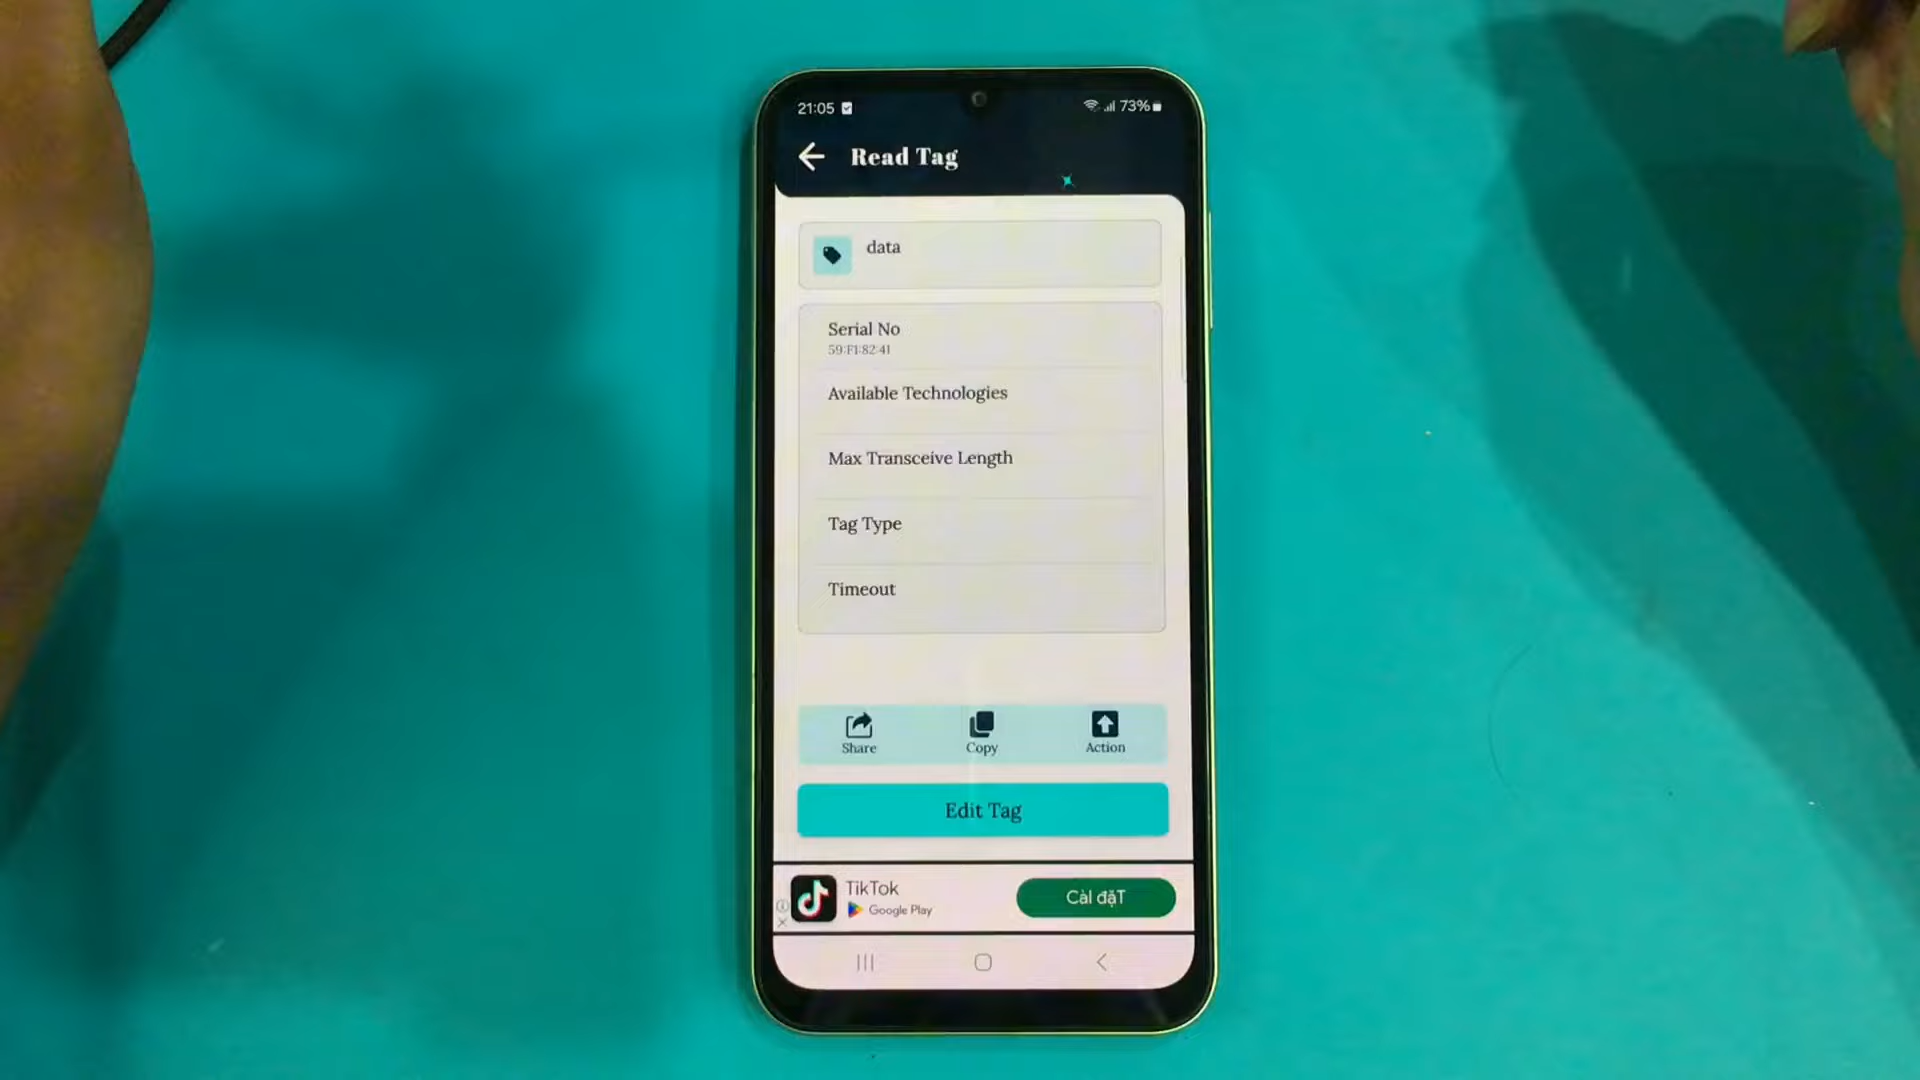 21:05
73%
Read Tag
data
Serial No
59:F1:82:41
Available Technologies
Max Transceive Length
Tag Type
Timeout
Share
Copy
Action
Edit Tag
TikTok
Google Play
Cài đặT